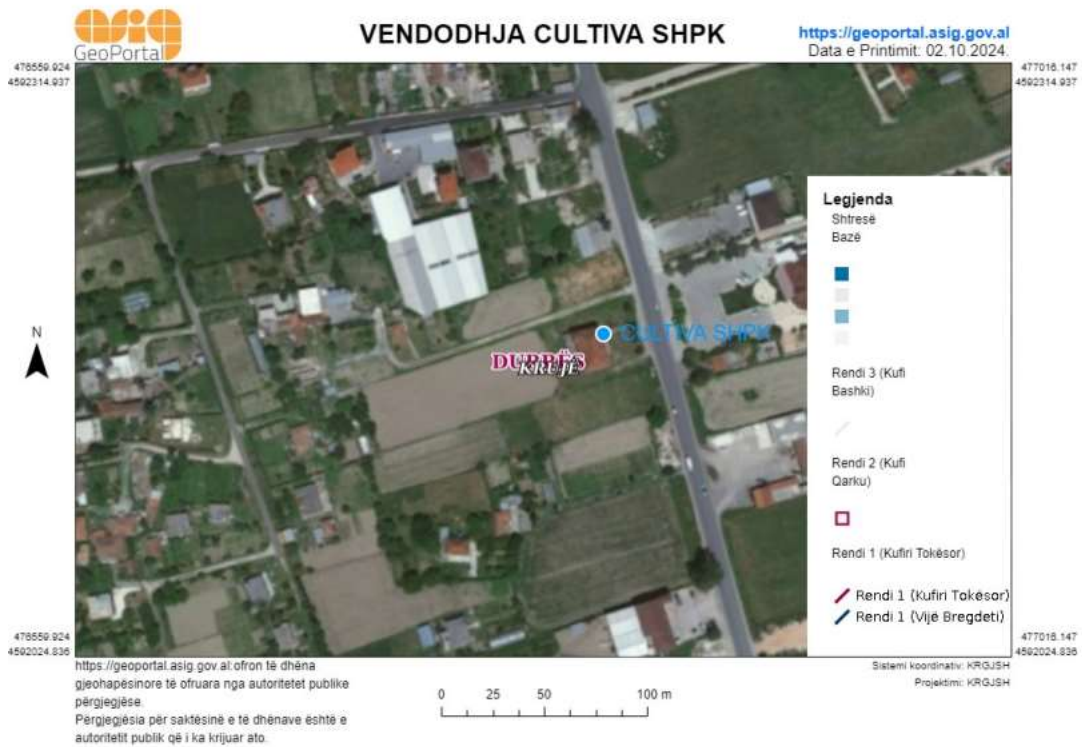 asig
GeoPortal
VENDODHJA CULTIVA SHPK
https://geoportal.asig.gov.al
Data e Printimit: 02.10.2024.
476559.924
4592314.937
477016.147
4592314.937
Legjenda
Shtresë
Bazë
N
CULTIVA SHPK
DURRËS
KRUJË
Rendi 3 (Kufi
Bashki)
Rendi 2 (Kufi
Qarku)
Rendi 1 (Kufiri Tokësor)
Rendi 1 (Kufiri Tokësor)
Rendi 1 (Vijë Bregdeti)
476559.924
4592024.836
477016.147
4592024.836
https://geoportal.asig.gov.al:ofron të dhëna
gjeohapësinore të ofruara nga autoritetet publike
përgjegjëse.
Përgjegjësia për saktësinë e të dhënave është e
autoritetit publik që i ka krijuar ato.
0 25 50 100 m
Sistemi koordinativ: KRGJSH
Projektimi: KRGJSH